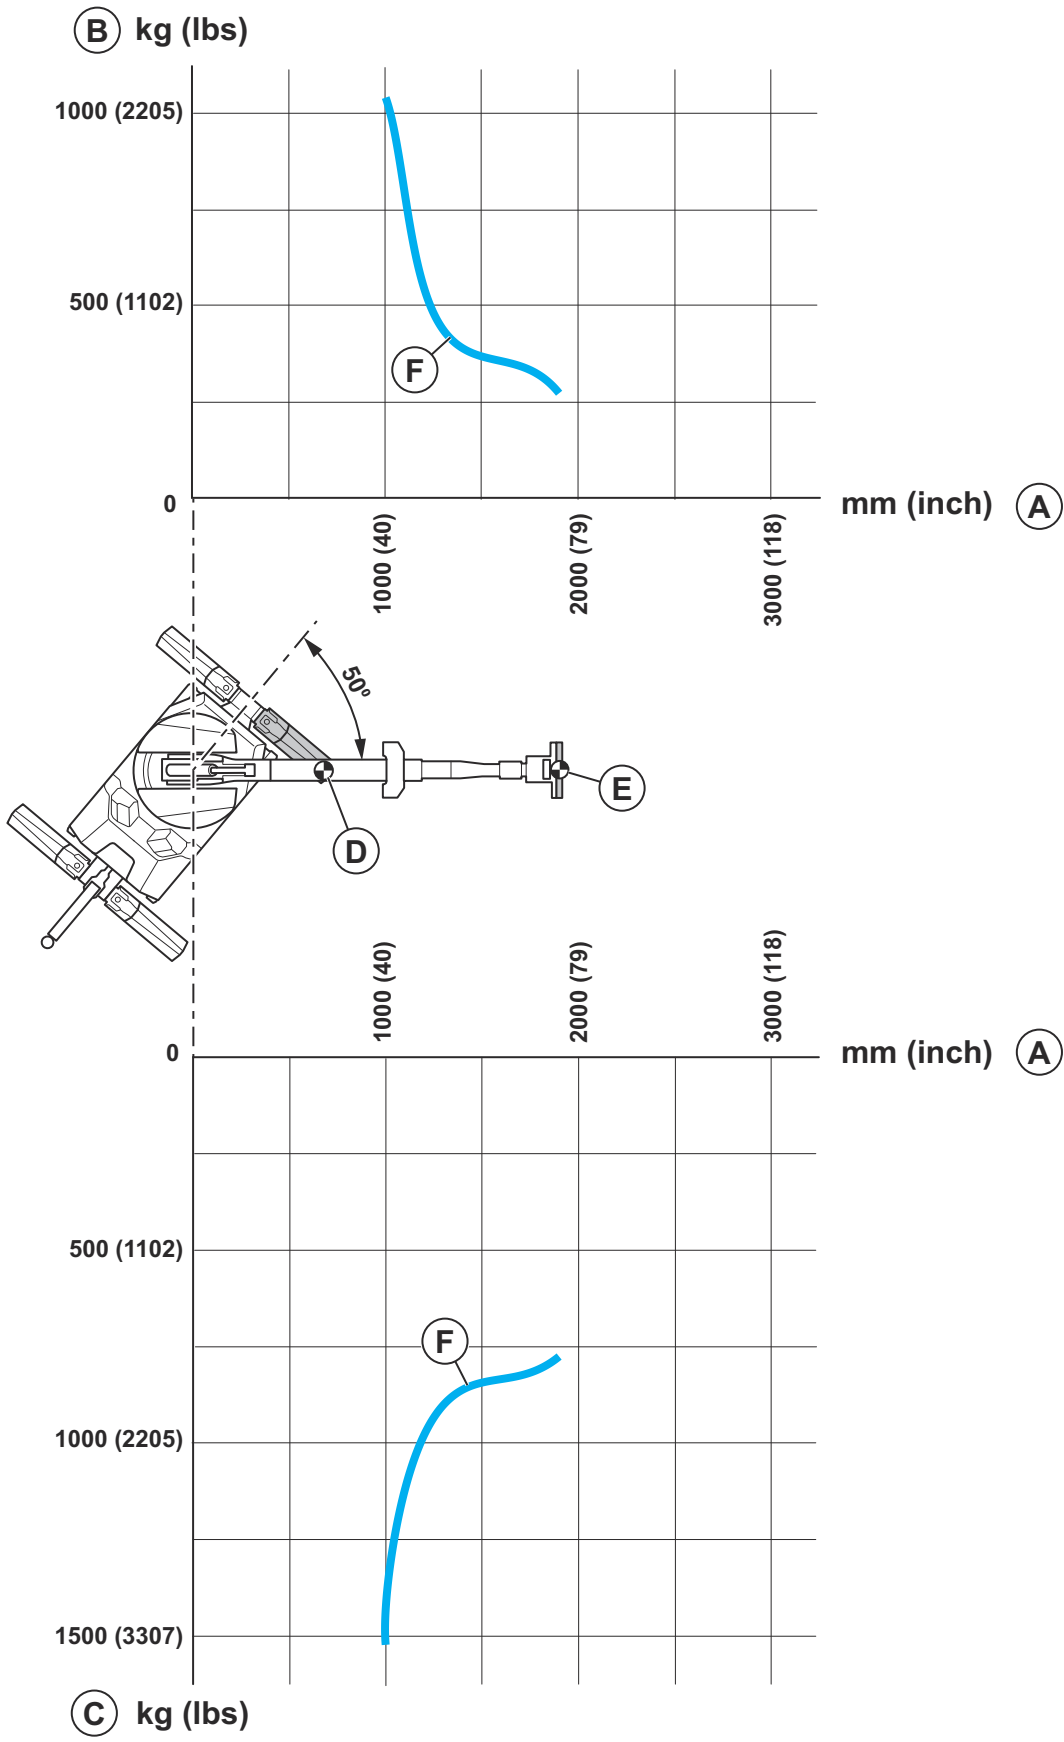 B kg (lbs)
1000 (2205)
500 (1102)
F
0
mm (inch) A
1000 (40)
2000 (79)
3000 (118)
50º
E
D
1000 (40)
2000 (79)
3000 (118)
0
mm (inch) A
500 (1102)
F
1000 (2205)
1500 (3307)
C kg (lbs)